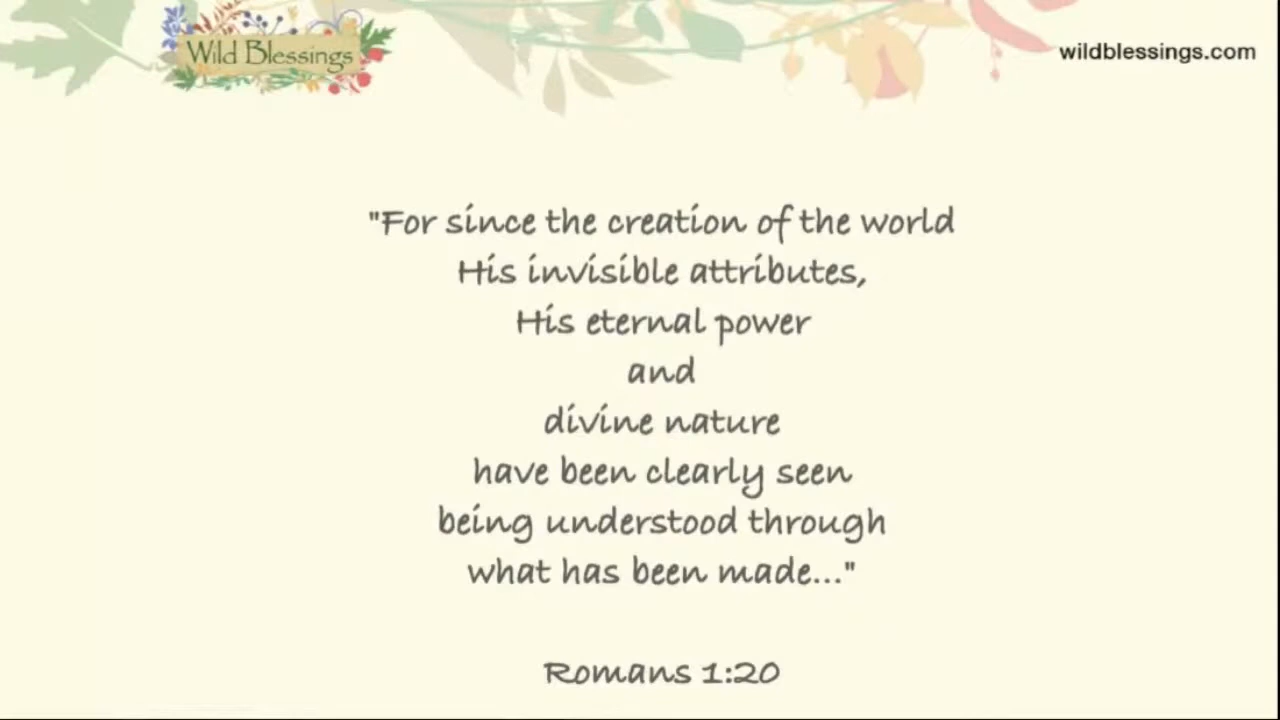 Wild Blessings
wildblessings.com
"For since the creation of the world
His invisible attributes,
His eternal power
and
divine nature
have been clearly seen
being understood through
what has been made..."
Romans 1:20